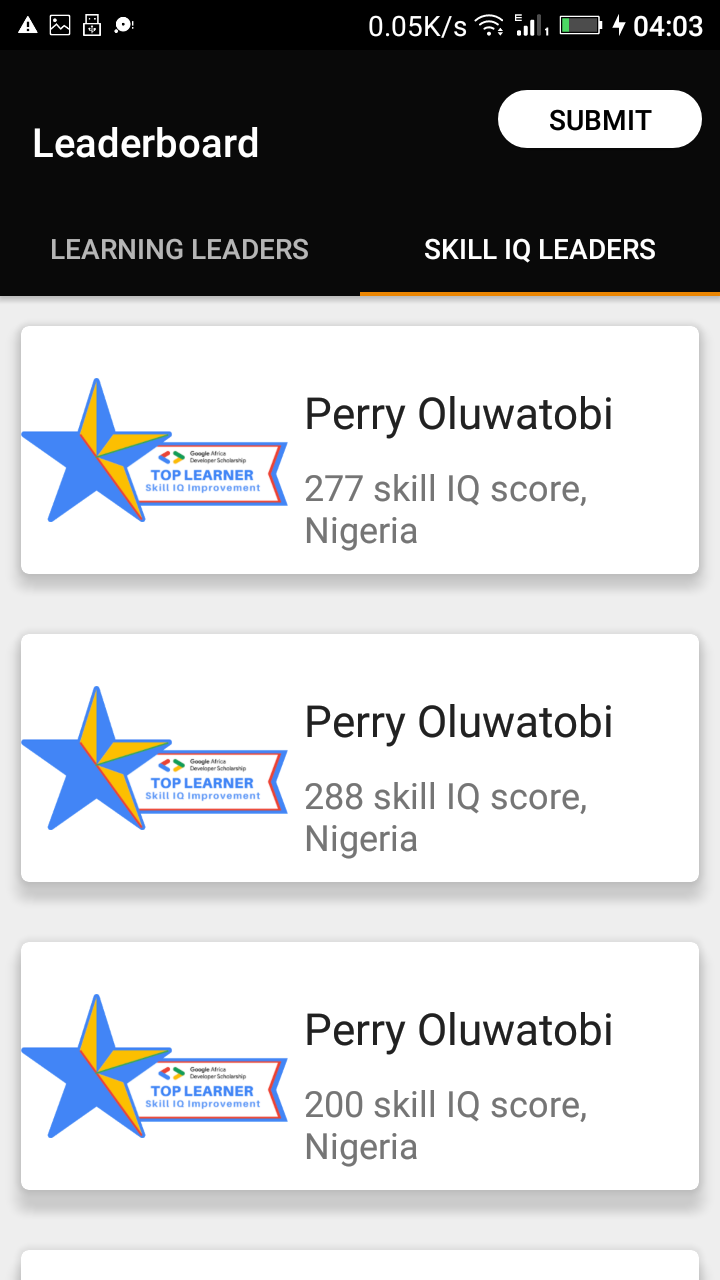 0.05K/s E 1 04:03
Leaderboard
SUBMIT
LEARNING LEADERS
SKILL IQ LEADERS
Google Africa
Developer Scholarship
TOP LEARNER
Skill IQ Improvement
Perry Oluwatobi
277 skill IQ score,
Nigeria
Google Africa
Developer Scholarship
TOP LEARNER
Skill IQ Improvement
Perry Oluwatobi
288 skill IQ score,
Nigeria
Google Africa
Developer Scholarship
TOP LEARNER
Skill IQ Improvement
Perry Oluwatobi
200 skill IQ score,
Nigeria